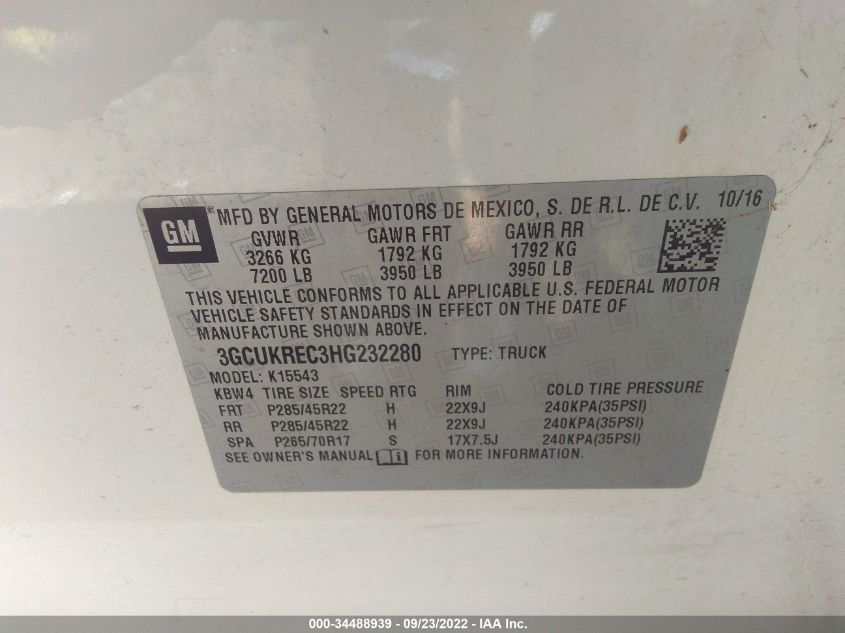 GM® MFD BY GENERAL MOTORS DE MEXICO, S. DE R.L. DE C.V. 10/16
GVWR GAWR FRT GAWR RR
3266 KG 1792 KG 1792 KG
7200 LB 3950 LB 3950 LB
THIS VEHICLE CONFORMS TO ALL APPLICABLE U.S. FEDERAL MOTOR
VEHICLE SAFETY STANDARDS IN EFFECT ON THE DATE OF
MANUFACTURE SHOWN ABOVE.
3GCUKREC3HG232280 TYPE: TRUCK
MODEL: K15543
KBW4 TIRE SIZE SPEED RTG RIM COLD TIRE PRESSURE
FRT P285/45R22 H 22X9J 240KPA(35PSI)
RR P285/45R22 H 22X9J 240KPA(35PSI)
SPA P265/70R17 S 17X7.5J 240KPA(35PSI)
SEE OWNER'S MANUAL i FOR MORE INFORMATION.
000-34488939 - 09/23/2022 - IAA Inc.